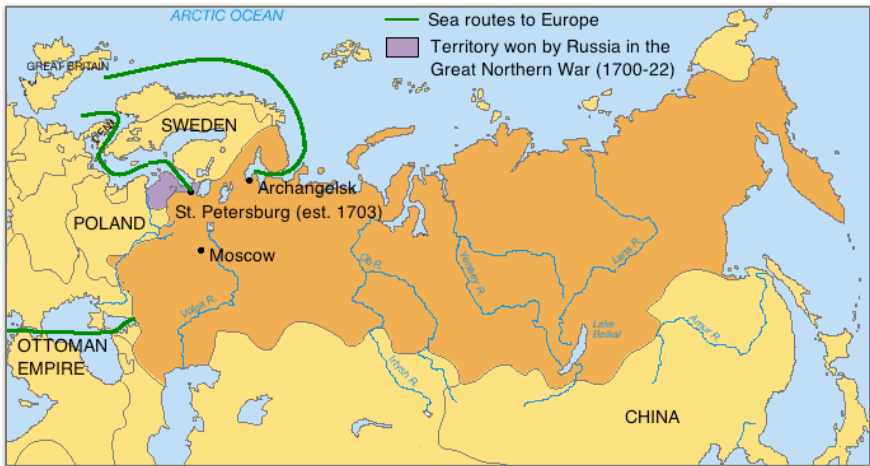 ARCTIC OCEAN
Sea routes to Europe
Territory won by Russia in the
Great Northern War (1700-22)
GREAT BRITAIN
SWEDEN
Archangelsk
St. Petersburg (est. 1703)
POLAND
Moscow
Ob R.
Yenisey R.
Lena R.
Volga R.
Lake
Baikal
Amur R.
OTTOMAN
EMPIRE
Irtysh R.
CHINA